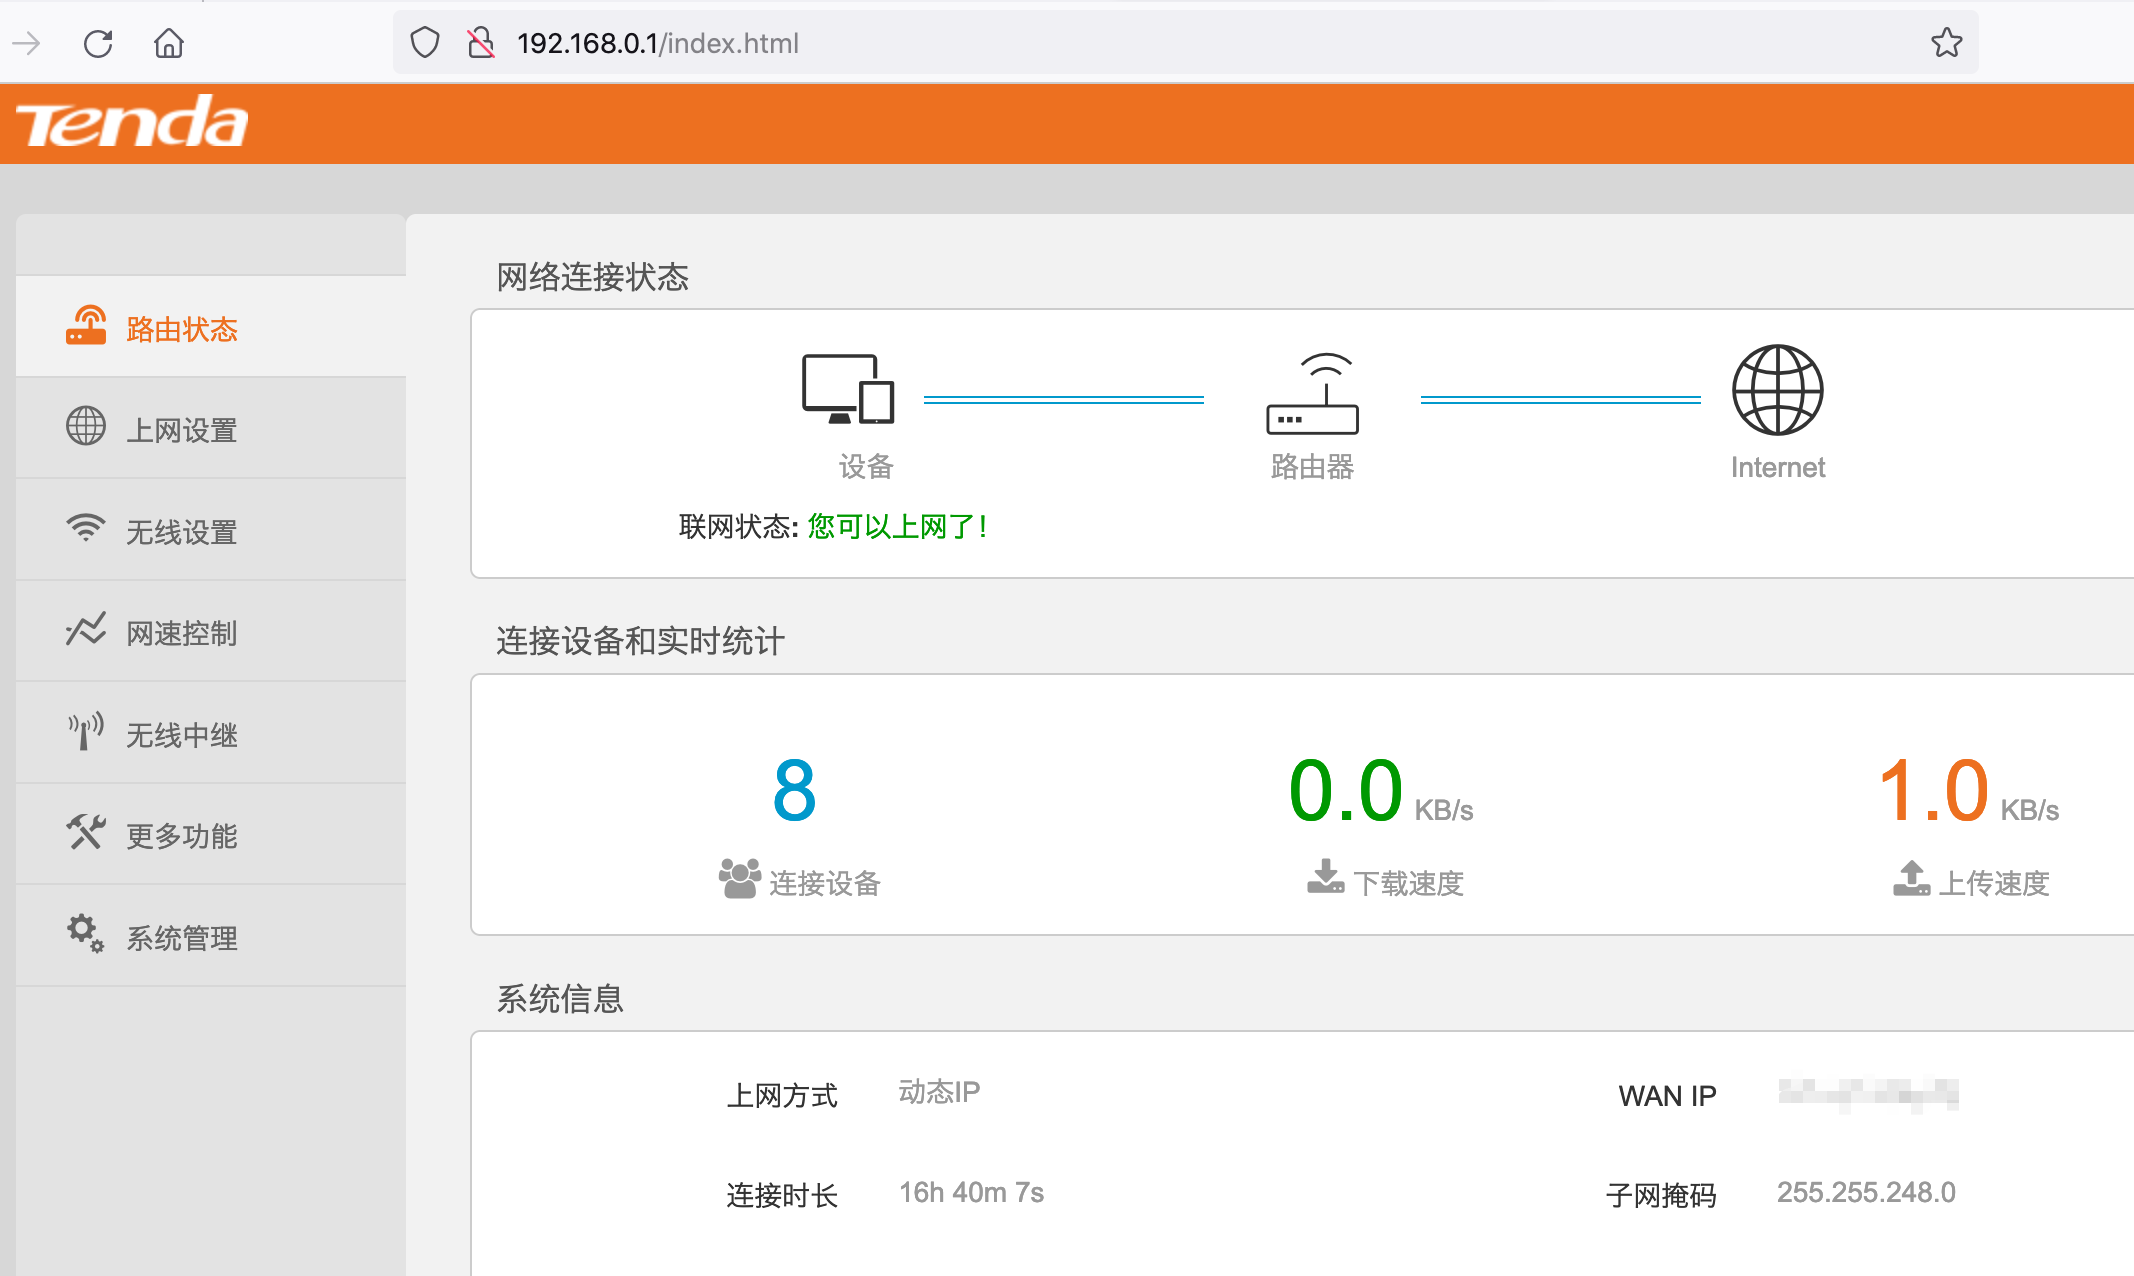 192.168.0.1/index.html
Tenda
路由状态
上网设置
无线设置
网速控制
无线中继
更多功能
系统管理
网络连接状态
设备
路由器
Internet
联网状态: 您可以上网了!
连接设备和实时统计
8
连接设备
0.0 KB/s
下载速度
1.0 KB/s
上传速度
系统信息
上网方式 动态IP
WAN IP
连接时长 16h 40m 7s
子网掩码 255.255.248.0